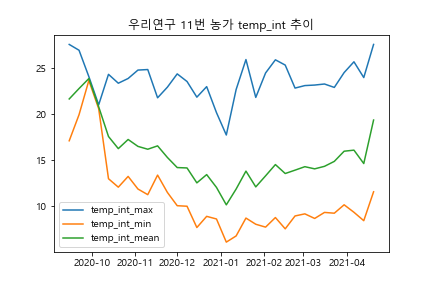 우리연구 11번 농가 temp_int 추이
25
20
15
10
temp_int_max
temp_int_min
temp_int_mean
2020-10 2020-11 2020-12 2021-01 2021-02 2021-03 2021-04